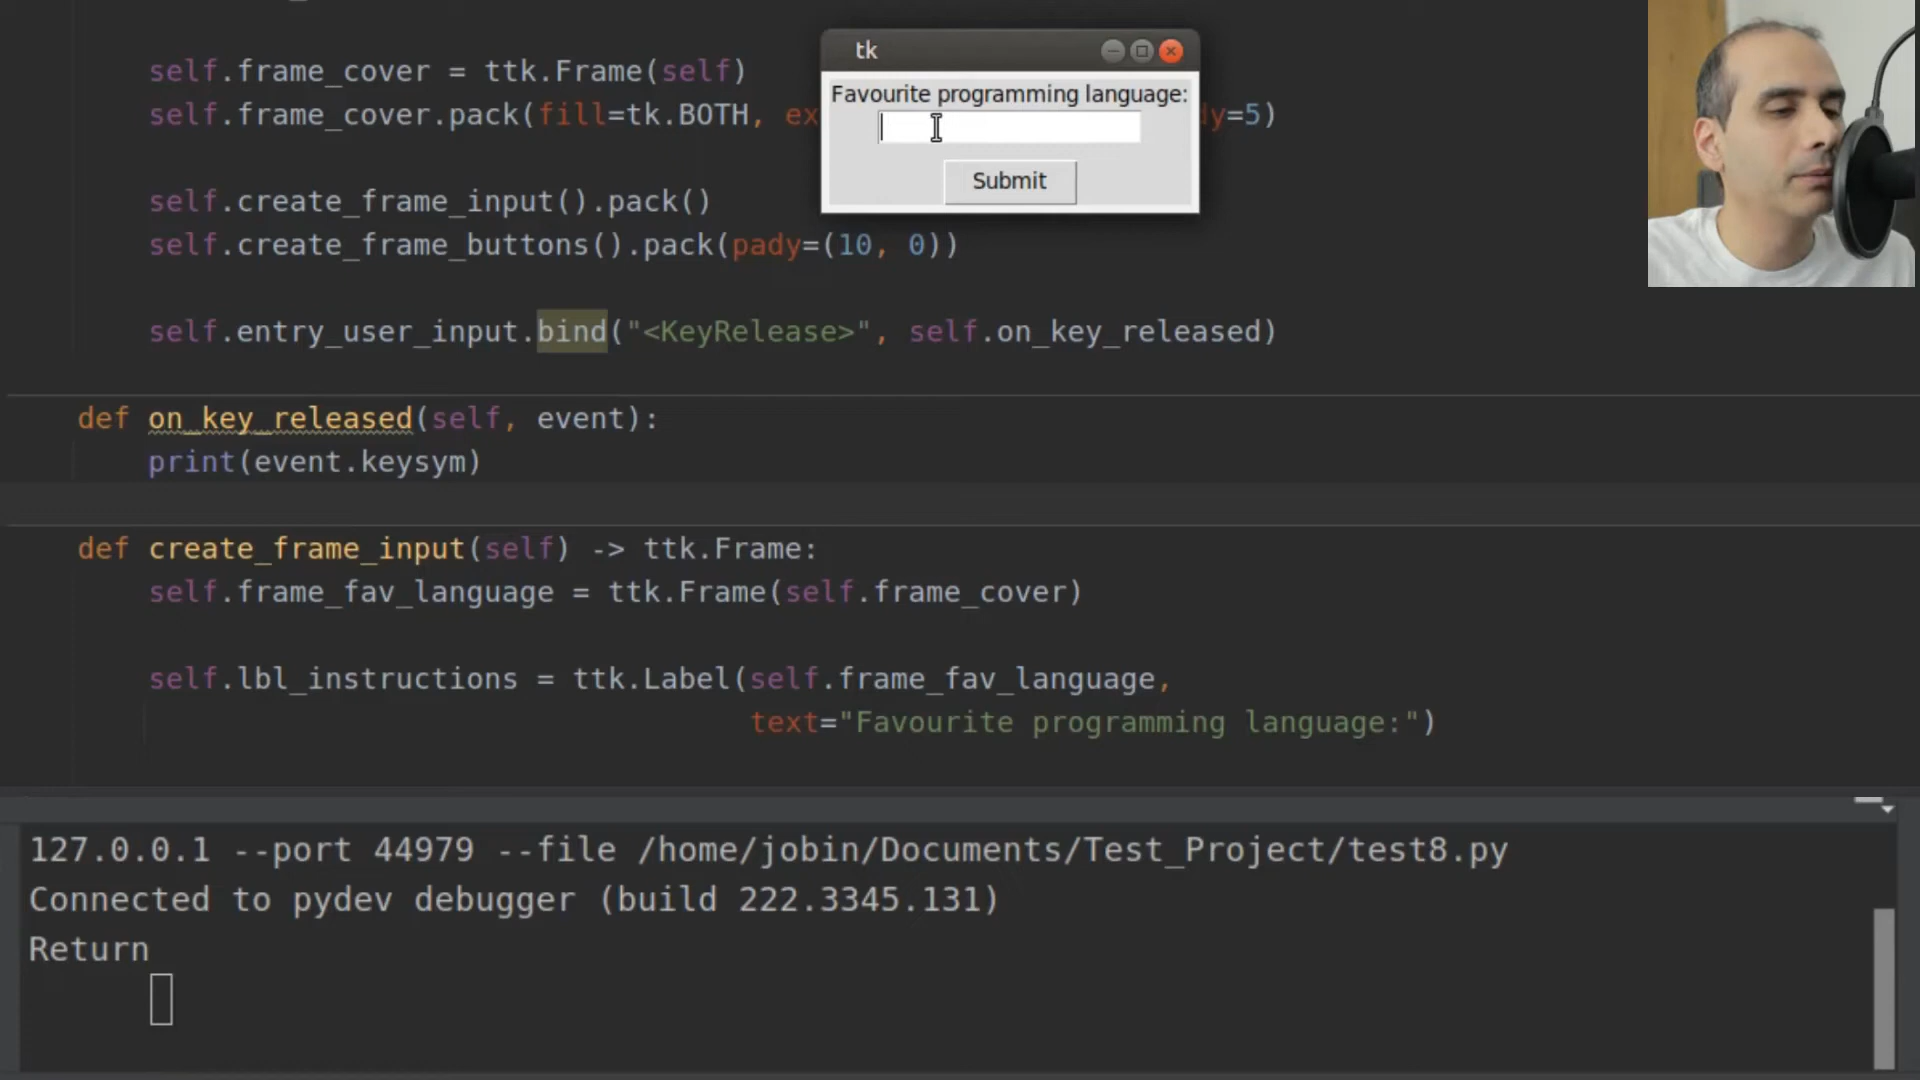 self.frame_cover = ttk.Frame(self)
self.frame_cover.pack(fill=tk.BOTH, ex
dy=5)
self.create_frame_input().pack()
self.create_frame_buttons().pack(pady=(10, 0))
self.entry_user_input.bind("<KeyRelease>", self.on_key_released)
def on_key_released(self, event):
print(event.keysym)
def create_frame_input(self) -> ttk.Frame:
self.frame_fav_language = ttk.Frame(self.frame_cover)
self.lbl_instructions = ttk.Label(self.frame_fav_language,
text="Favourite programming language:")
tk
Favourite programming language:
Submit
127.0.0.1 --port 44979 --file /home/jobin/Documents/Test_Project/test8.py
Connected to pydev debugger (build 222.3345.131)
Return